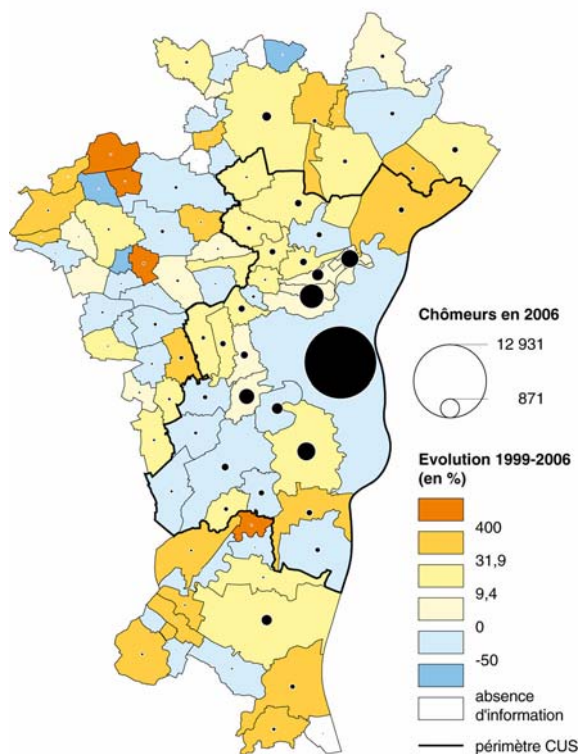 Chômeurs en 2006
12 931
871
Evolution 1999-2006
(en %)
400
31,9
9,4
0
-50
absence
d'information
périmètre CUS